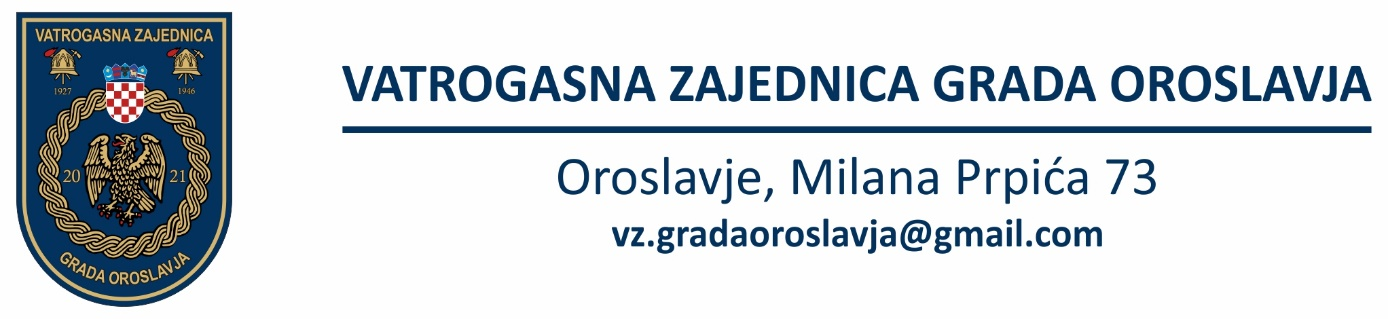 VATROGASNA ZAJEDNICA
1927
1946
20
21
GRADA OROSLAVJA
VATROGASNA ZAJEDNICA GRADA OROSLAVJA
Oroslavje, Milana Prpića 73
vz.gradaoroslavja@gmail.com